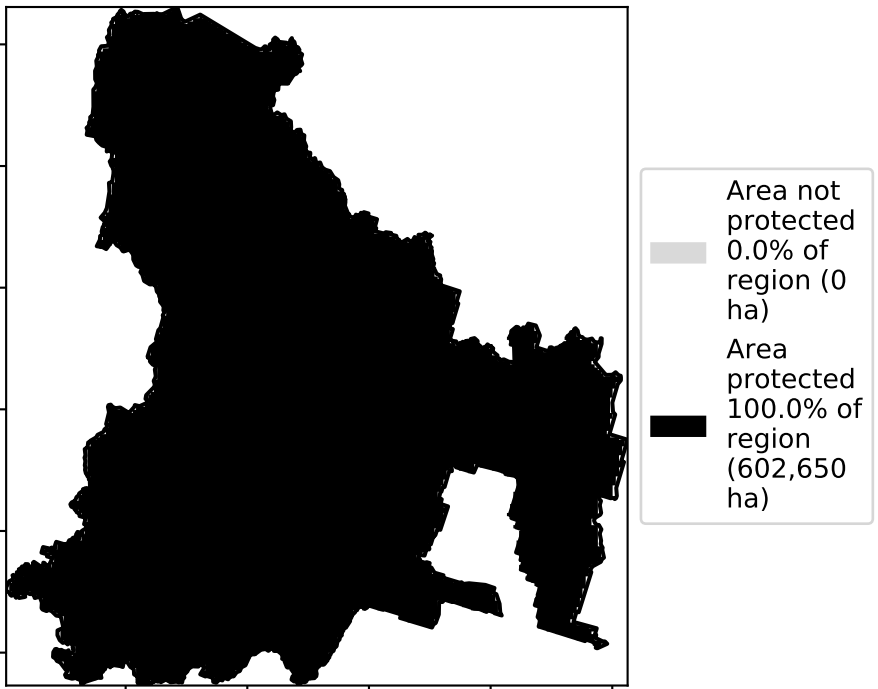 Area not
protected
0.0% of
region (0
ha)
Area
protected
100.0% of
region
(602,650
ha)